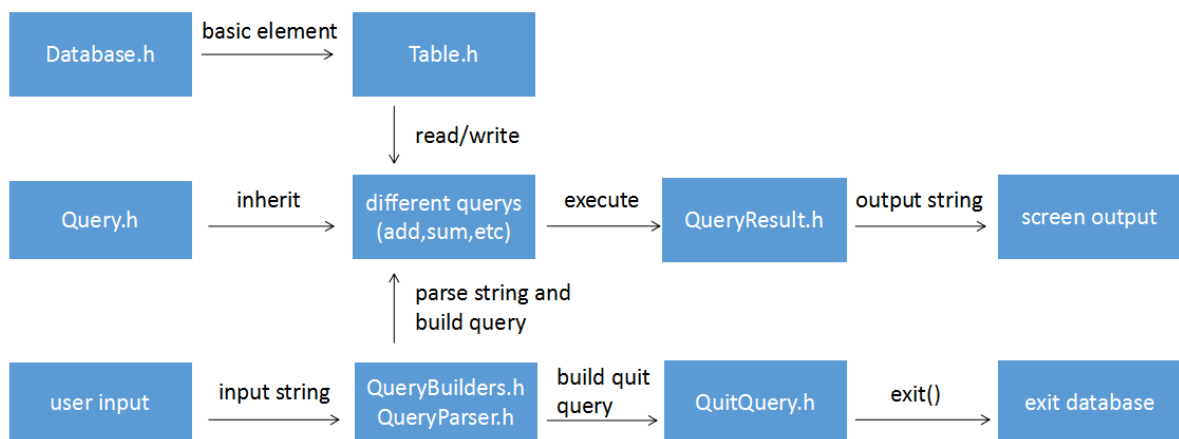 Database.h
basic element
Table.h
read/write
Query.h
inherit
different querys
(add,sum,etc)
execute
QueryResult.h
output string
screen output
parse string and
build query
user input
input string
QueryBuilders.h
QueryParser.h
build quit
query
QuitQuery.h
exit()
exit database